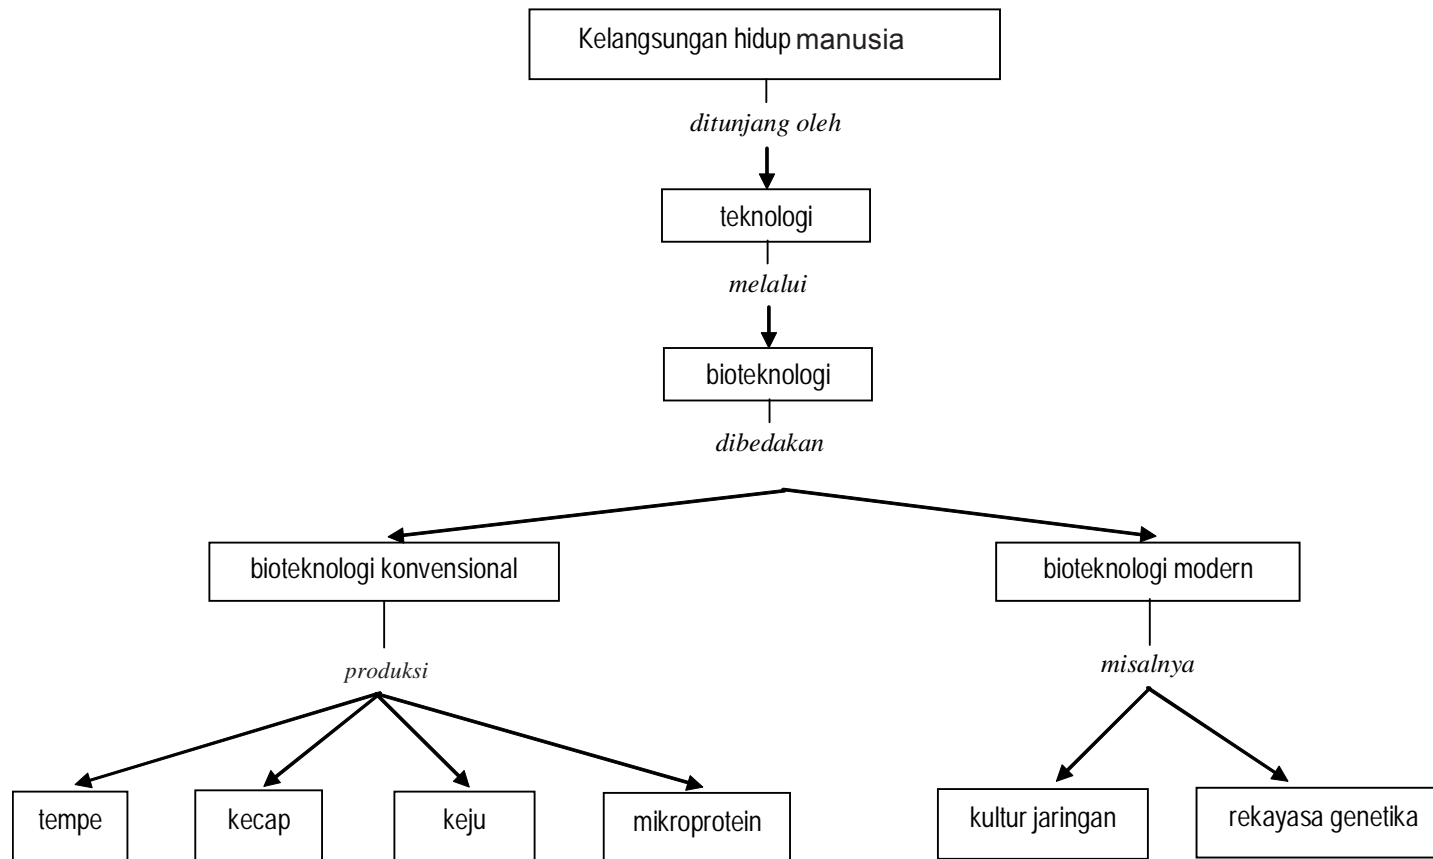 Kelangsungan hidup manusia
ditunjang oleh
teknologi
melalui
bioteknologi
dibedakan
bioteknologi konvensional
bioteknologi modern
produksi
misalnya
tempe
kecap
keju
mikroprotein
kultur jaringan
rekayasa genetika